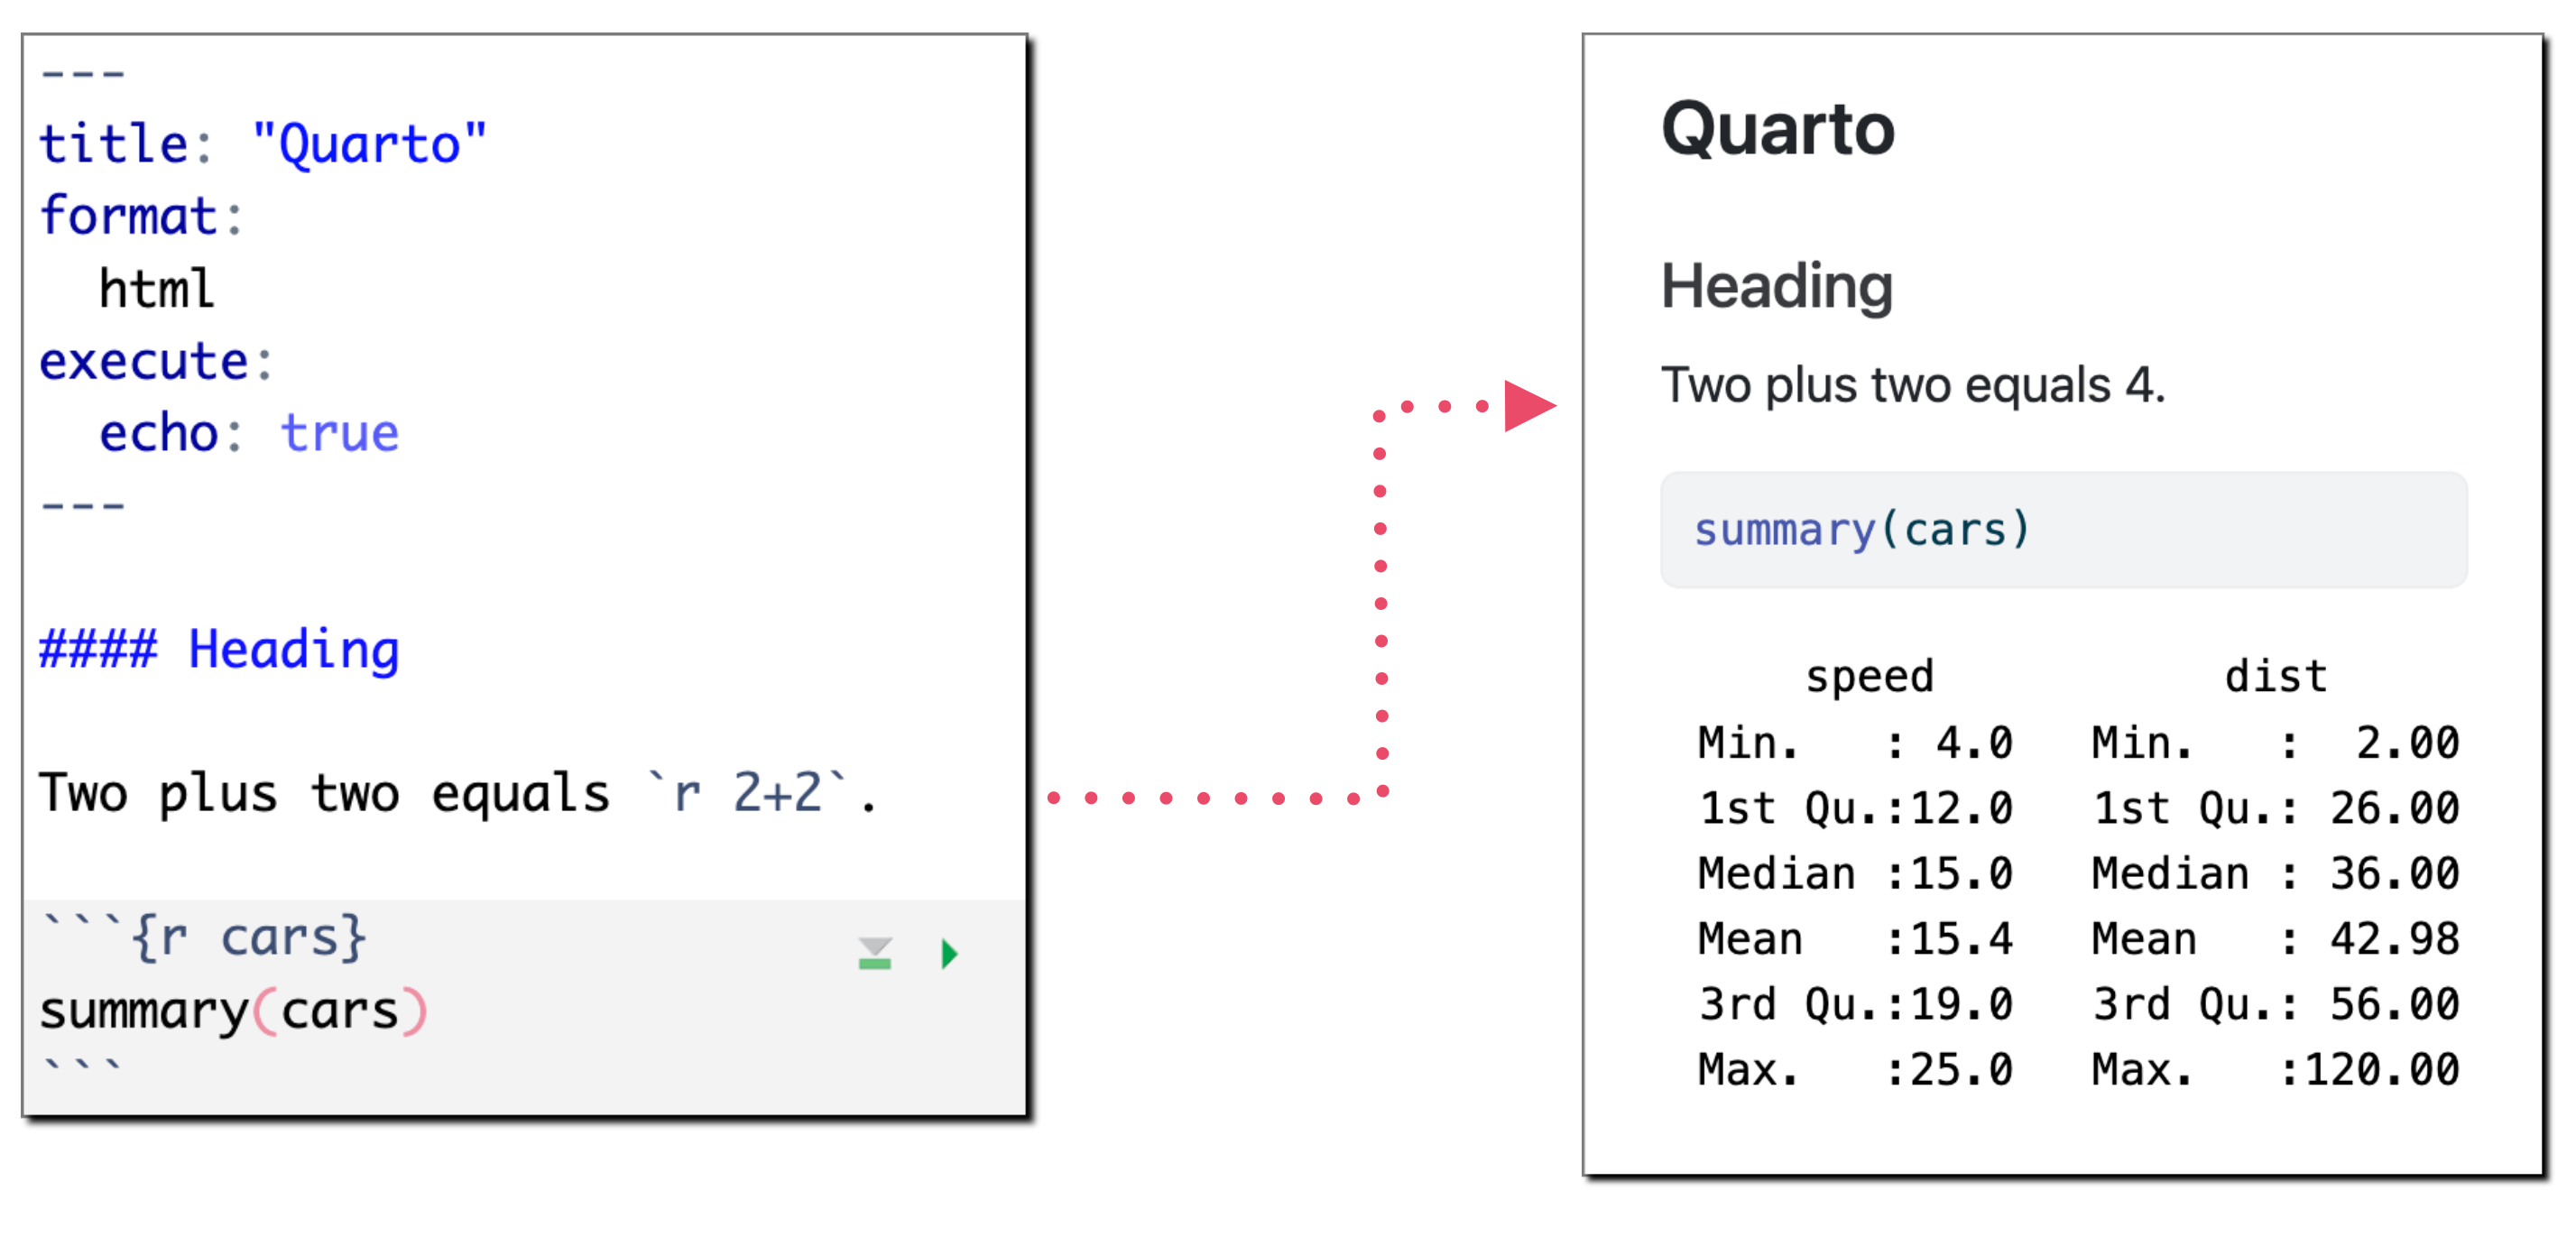 ---
title: "Quarto"
format:
  html
execute:
  echo: true
---
#### Heading
Two plus two equals `r 2+2`.
```{r cars}
summary(cars)
```
Quarto
Heading
Two plus two equals 4.
summary(cars)
     speed           dist
 Min.   : 4.0   Min.   :  2.00
 1st Qu.:12.0   1st Qu.: 26.00
 Median :15.0   Median : 36.00
 Mean   :15.4   Mean   : 42.98
 3rd Qu.:19.0   3rd Qu.: 56.00
 Max.   :25.0   Max.   :120.00